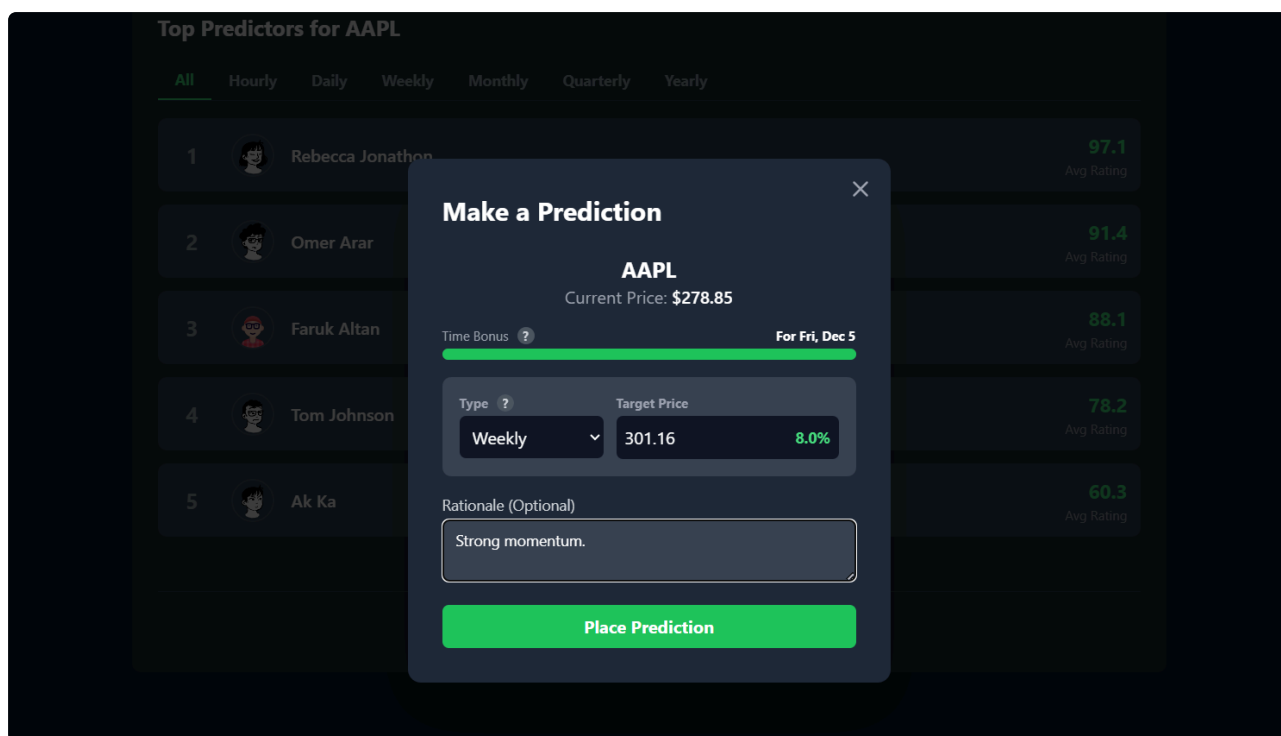 Top Predictors for AAPL
All Hourly Daily Weekly Monthly Quarterly Yearly
1 Rebecca Jonathon 97.1
Avg Rating
2 Omer Arar 91.4
Avg Rating
3 Faruk Altan 88.1
Avg Rating
4 Tom Johnson 78.2
Avg Rating
5 Ak Ka 60.3
Avg Rating
Make a Prediction
AAPL
Current Price: $278.85
Time Bonus ? For Fri, Dec 5
Type ? Target Price
Weekly 301.16 8.0%
Rationale (Optional)
Strong momentum.
Place Prediction